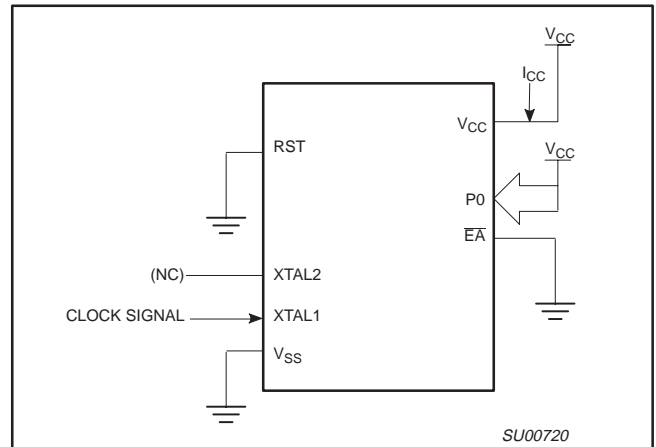 VCC
ICC
VCC
RST
VCC
P0
EA
(NC)
XTAL2
CLOCK SIGNAL
XTAL1
VSS
SU00720